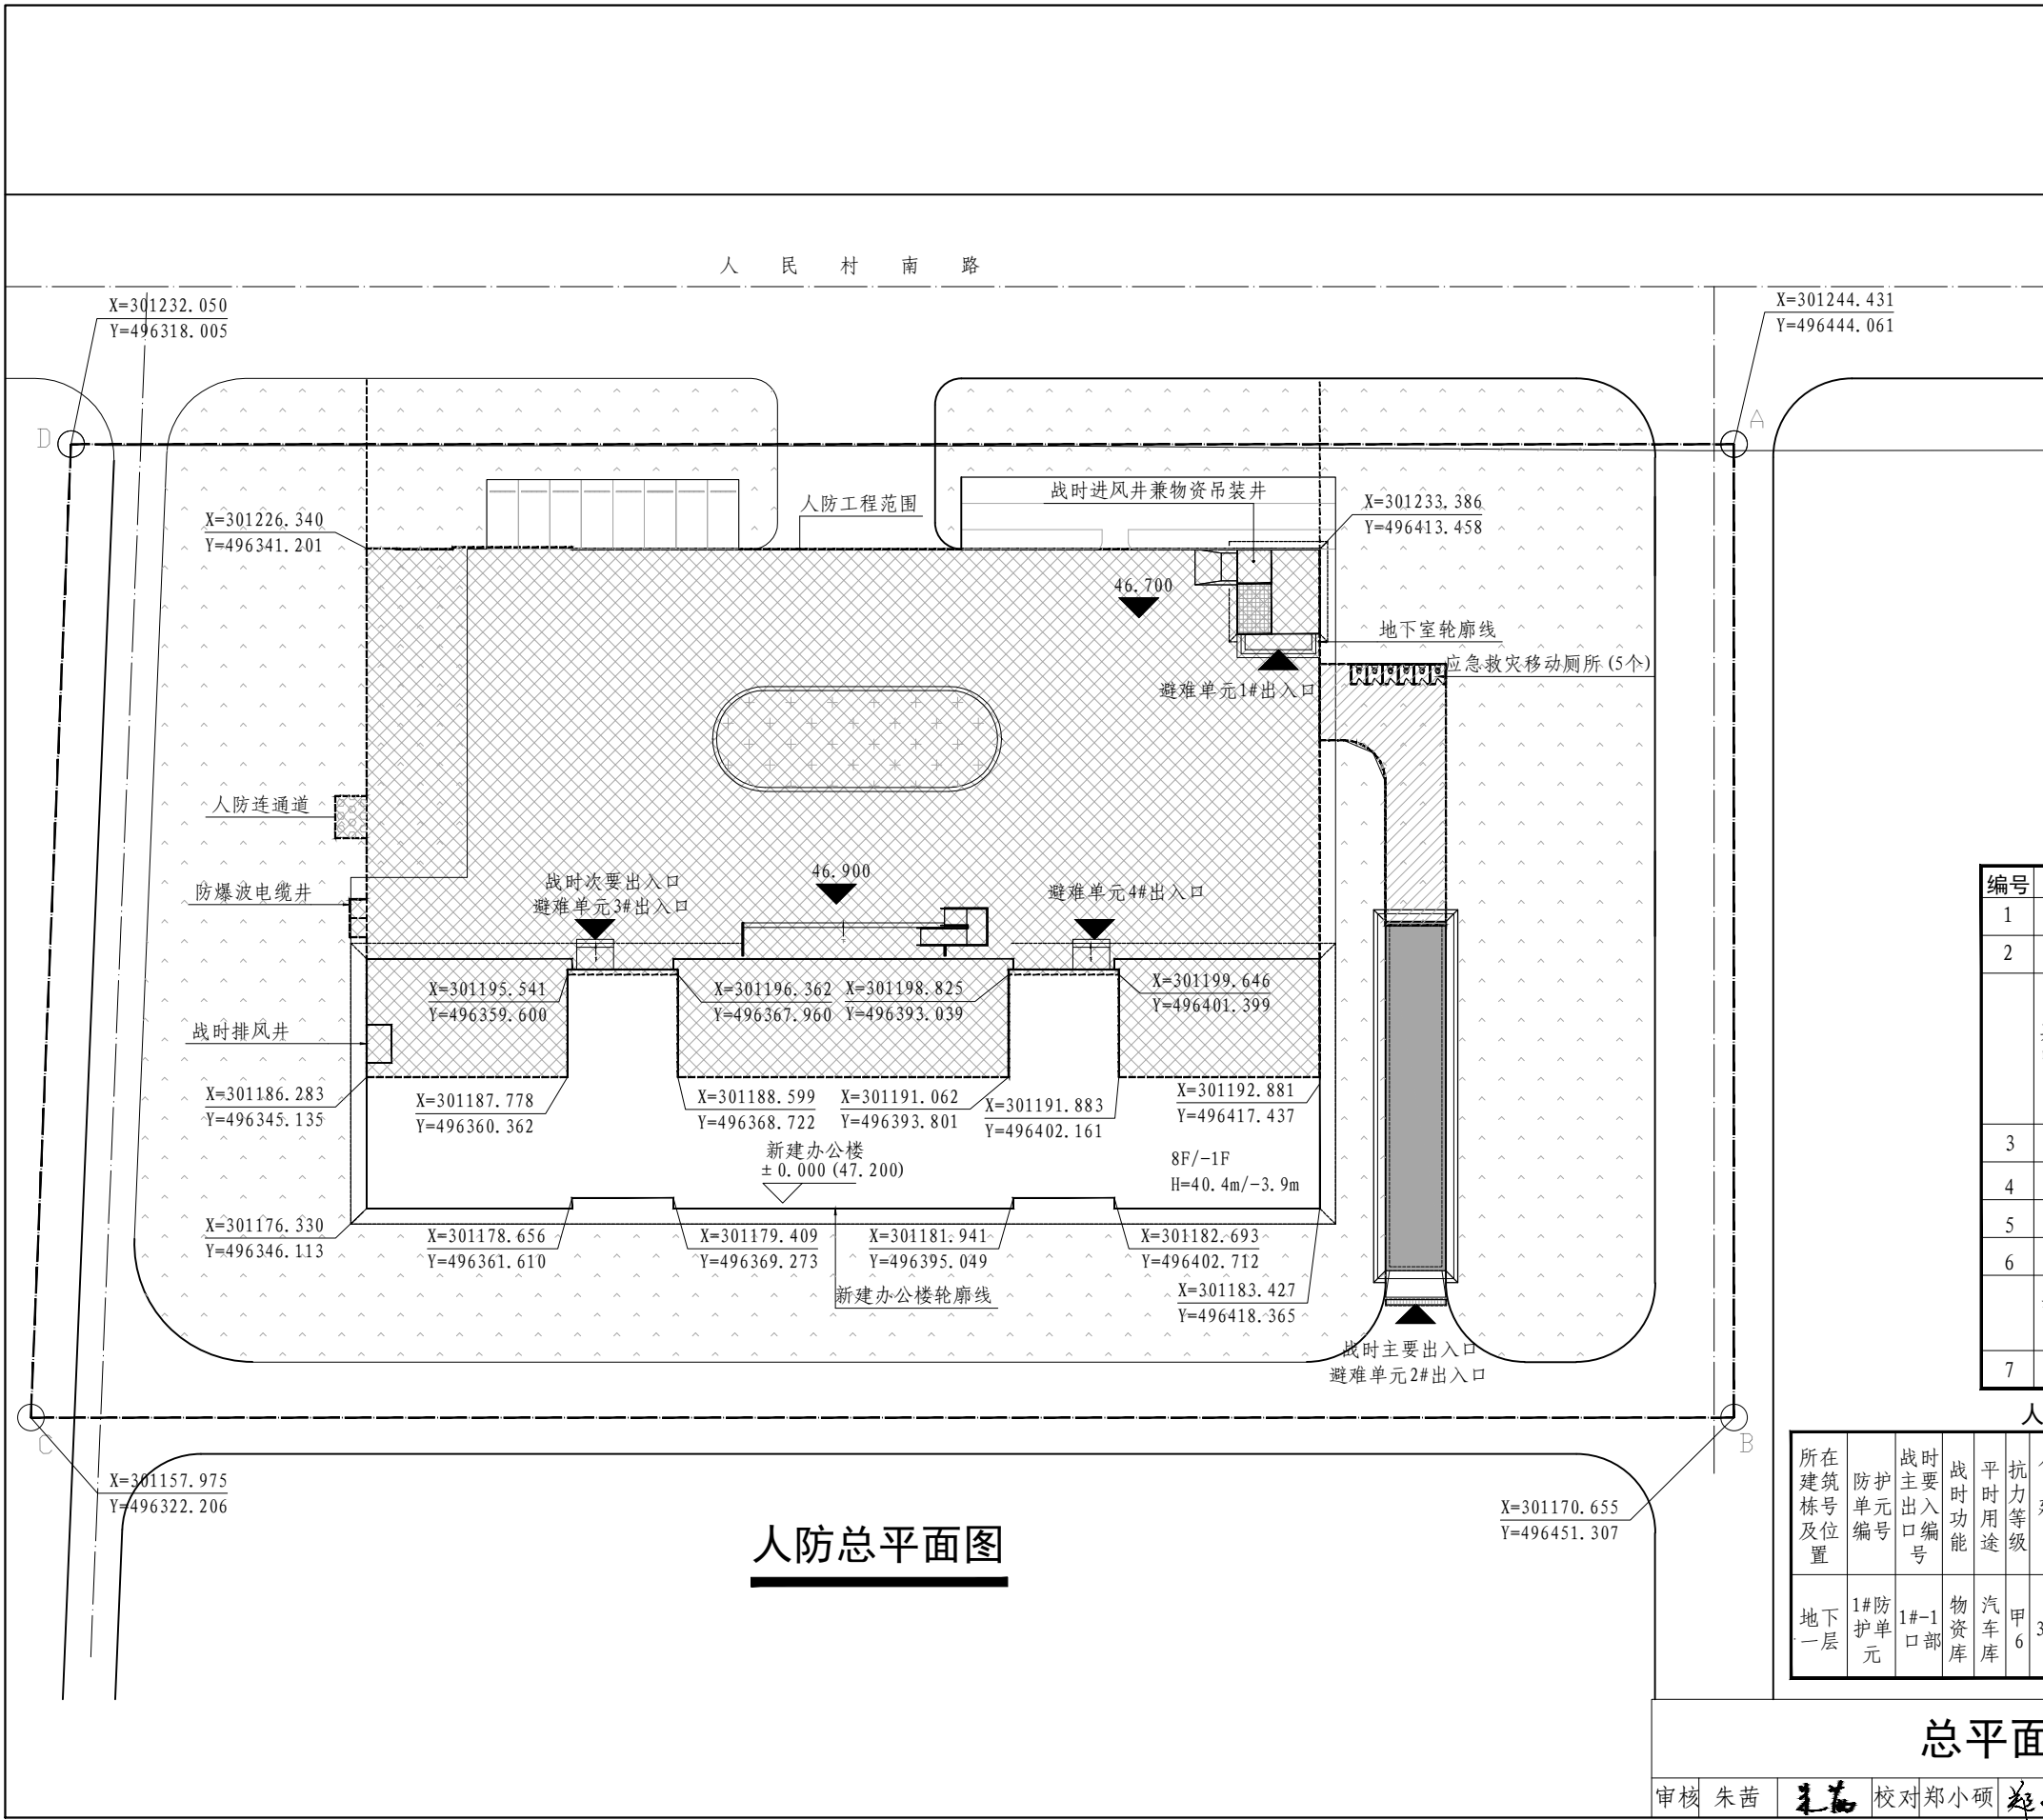 人民村南路
X=301232.050
Y=496318.005
X=301244.431
Y=496444.061
D
A
战时进风井兼物资吊装井
人防工程范围
X=301226.340
Y=496341.201
X=301233.386
Y=496413.458
46.700
地下室轮廓线
应急救灾移动厕所(5个)
避难单元1#出入口
人防连通道
防爆波电缆井
战时次要出入口
避难单元3#出入口
46.900
避难单元4#出入口
X=301195.541
Y=496359.600
X=301196.362
Y=496367.960
X=301198.825
Y=496393.039
X=301199.646
Y=496401.399
战时排风井
X=301186.283
Y=496345.135
X=301187.778
Y=496360.362
X=301188.599
Y=496368.722
X=301191.062
Y=496393.801
X=301191.883
Y=496402.161
X=301192.881
Y=496417.437
新建办公楼
±0.000(47.200)
8F/-1F
H=40.4m/-3.9m
X=301176.330
Y=496346.113
X=301178.656
Y=496361.610
X=301179.409
Y=496369.273
X=301181.941
Y=496395.049
X=301182.693
Y=496402.712
X=301183.427
Y=496418.365
新建办公楼轮廓线
战时主要出入口
避难单元2#出入口
C
B
X=301157.975
Y=496322.206
X=301170.655
Y=496451.307
人防总平面图
编号
1
2
3
4
5
6
7
人
所在建筑栋号及位置
防护单元编号
战时主要出入口编号
战时功能
平时用途
抗力等级
地下一层
1#防护单元
1#-1口部
物资库
汽车库
甲6
3
总平面
审核 朱茜 校对 郑小硕